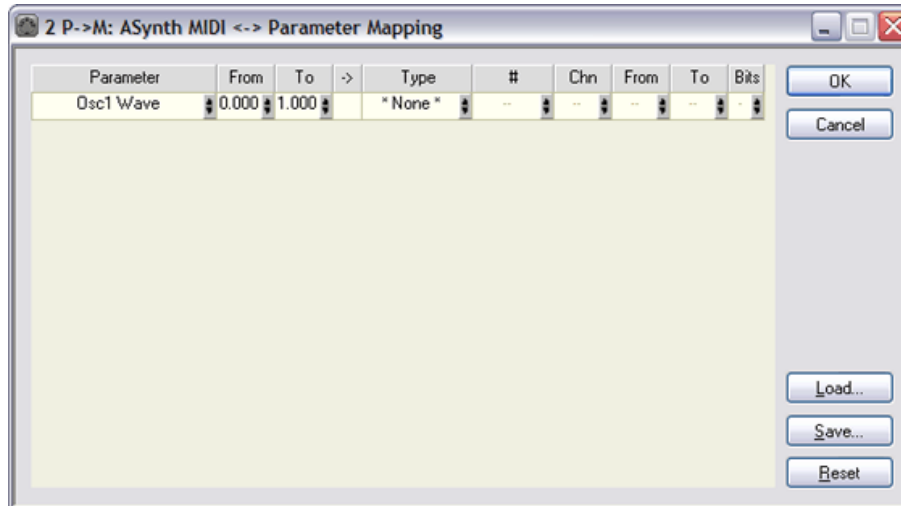 2 P->M: ASynth MIDI <-> Parameter Mapping
Parameter From To -> Type # Chn From To Bits
Osc1 Wave 0.000 1.000 * None * -- -- -- -- -
OK
Cancel
Load...
Save...
Reset